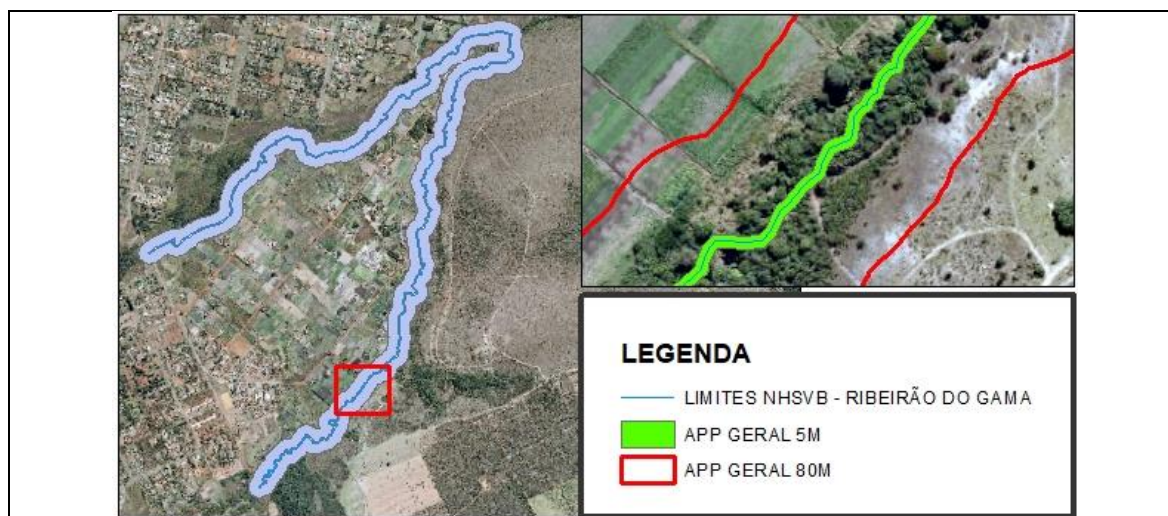 LEGENDA
LIMITES NHSVB - RIBEIRÃO DO GAMA
APP GERAL 5M
APP GERAL 80M